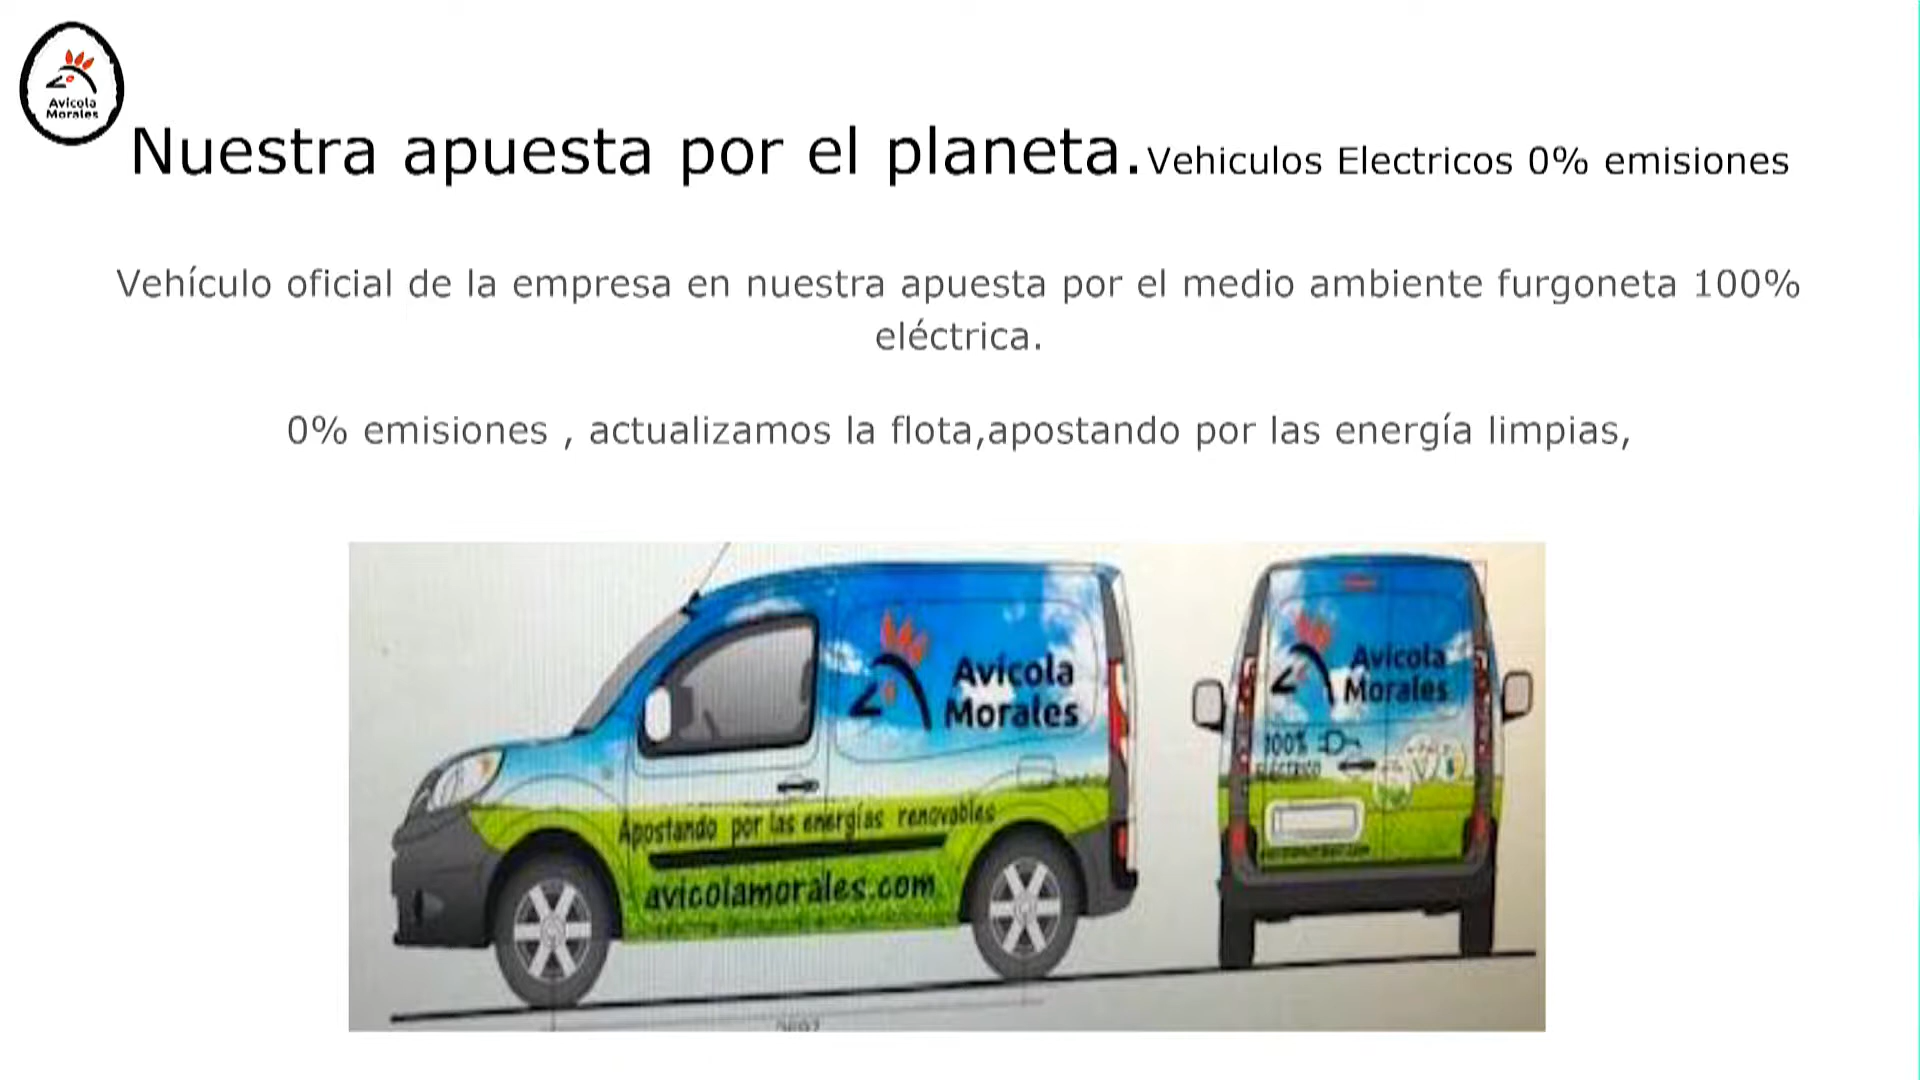 Avícola
Morales
Nuestra apuesta por el planeta.Vehiculos Electricos 0% emisiones
Vehículo oficial de la empresa en nuestra apuesta por el medio ambiente furgoneta 100%
eléctrica.
0% emisiones , actualizamos la flota,apostando por las energía limpias,
Avícola
Morales
Apostando por las energías renovables
avicolamorales.com
Avícola
Morales
100%
ELÉCTRICO